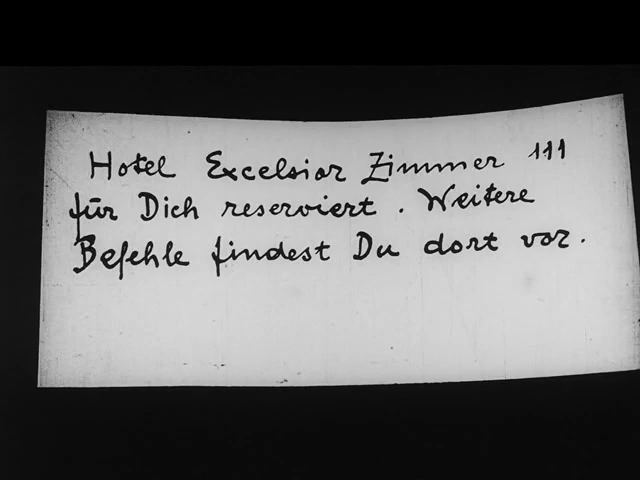 Hotel Excelsior Zimmer 111
für Dich reserviert. Weitere
Befehle findest Du dort vor.